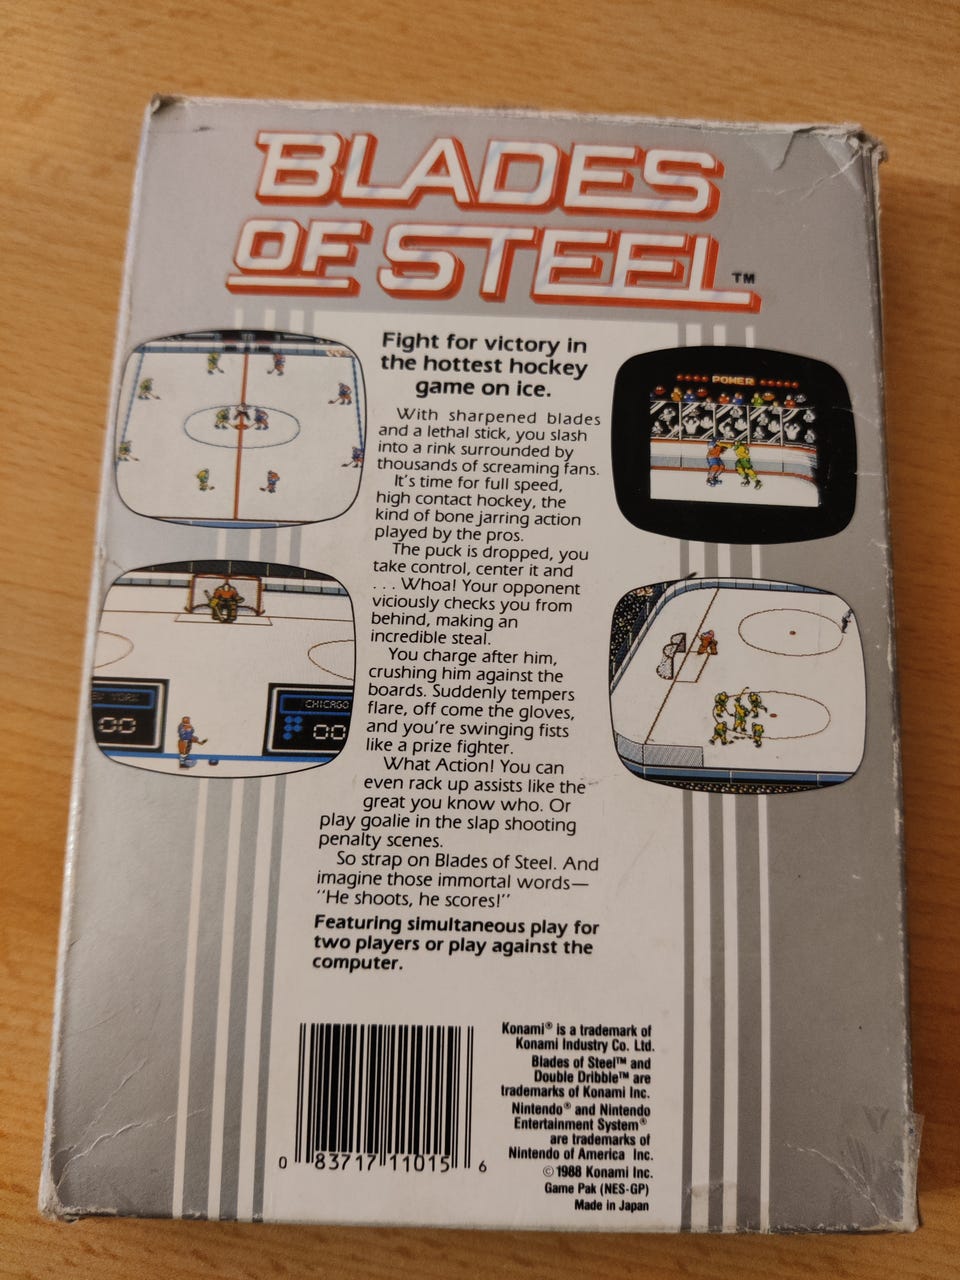 BLADES
OF STEEL™
Fight for victory in
the hottest hockey
game on ice.
With sharpened blades
and a lethal stick, you slash
into a rink surrounded by
thousands of screaming fans.
It's time for full speed,
high contact hockey, the
kind of bone jarring action
played by the pros.
The puck is dropped, you
take control, center it and
. . . Whoa! Your opponent
viciously checks you from
behind, making an
incredible steal.
You charge after him,
crushing him against the
boards. Suddenly tempers
flare, off come the gloves,
and you're swinging fists
like a prize fighter.
What Action! You can
even rack up assists like the
great you know who. Or
play goalie in the slap shooting
penalty scenes.
So strap on Blades of Steel. And
imagine those immortal words—
"He shoots, he scores!"
Featuring simultaneous play for
two players or play against the
computer.
POWER
YORK
00
CHICAGO
00
0 83717 11015 6
Konami® is a trademark of
Konami Industry Co. Ltd.
Blades of Steel™ and
Double Dribble™ are
trademarks of Konami Inc.
Nintendo® and Nintendo
Entertainment System®
are trademarks of
Nintendo of America Inc.
©1988 Konami Inc.
Game Pak (NES-GP)
Made in Japan